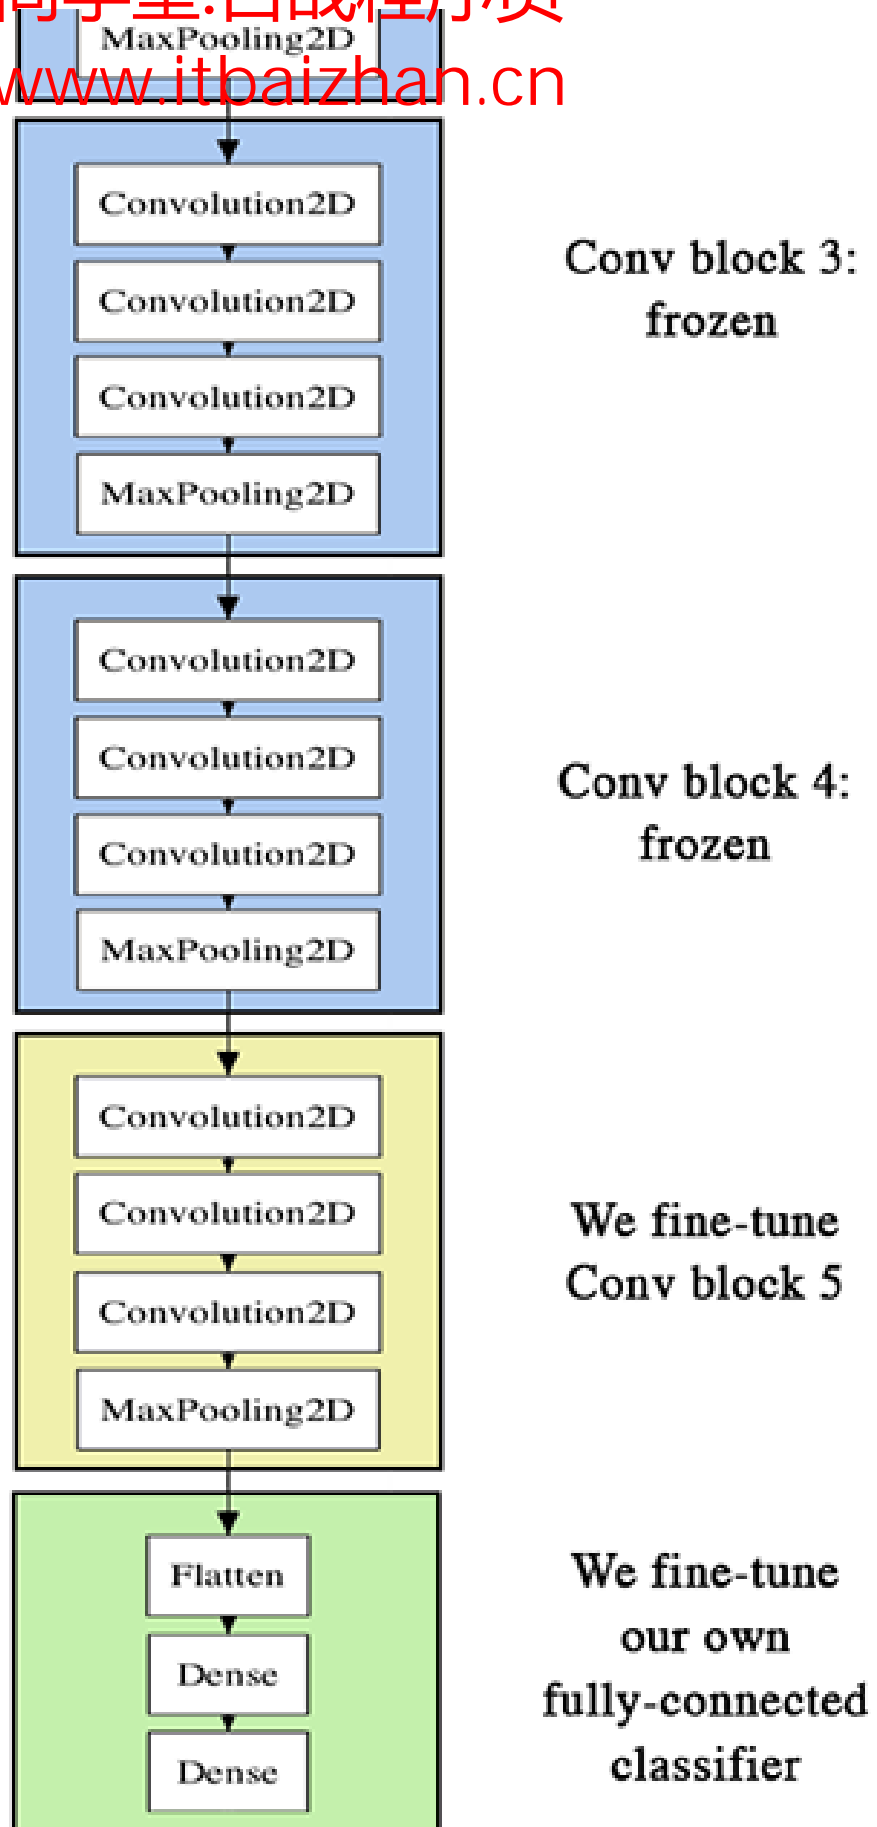 MaxPooling2D
www.itbaizhan.cn
Convolution2D
Convolution2D
Convolution2D
MaxPooling2D
Conv block 3:
frozen
Convolution2D
Convolution2D
Convolution2D
MaxPooling2D
Conv block 4:
frozen
Convolution2D
Convolution2D
Convolution2D
MaxPooling2D
We fine-tune
Conv block 5
Flatten
Dense
Dense
We fine-tune
our own
fully-connected
classifier